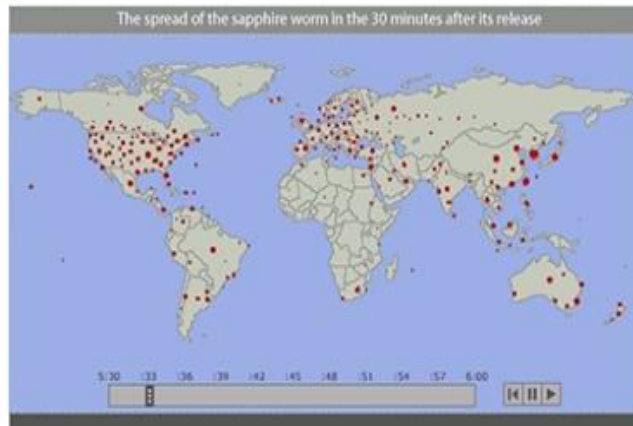 The spread of the sapphire worm in the 30 minutes after its release
5:30 :33 :36 :39 :42 :45 :48 :51 :54 :57 6:00